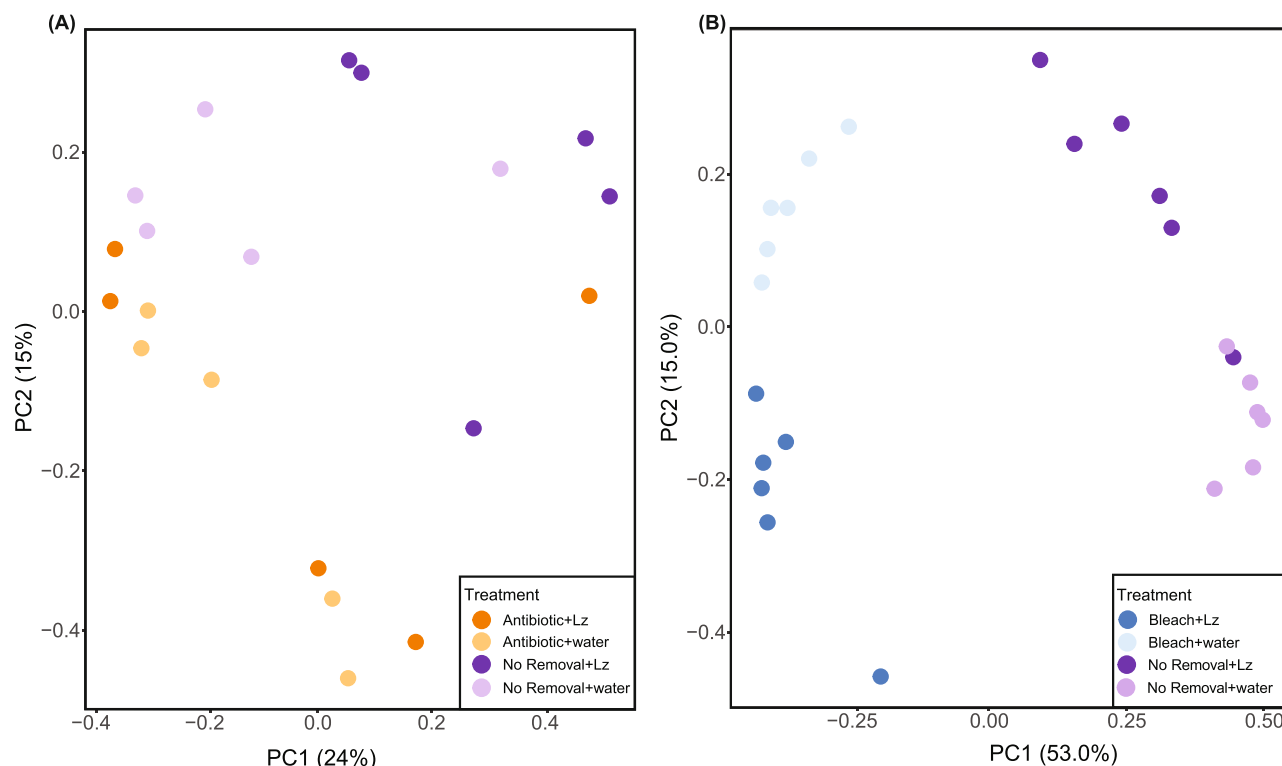 (A)
0.2
0.0
−0.2
−0.4
PC2 (15%)
−0.4
−0.2
0.0
0.2
0.4
PC1 (24%)
Treatment
Antibiotic+Lz
Antibiotic+water
No Removal+Lz
No Removal+water
(B)
0.2
0.0
−0.2
−0.4
PC2 (15.0%)
−0.25
0.00
0.25
0.50
PC1 (53.0%)
Treatment
Bleach+Lz
Bleach+water
No Removal+Lz
No Removal+water